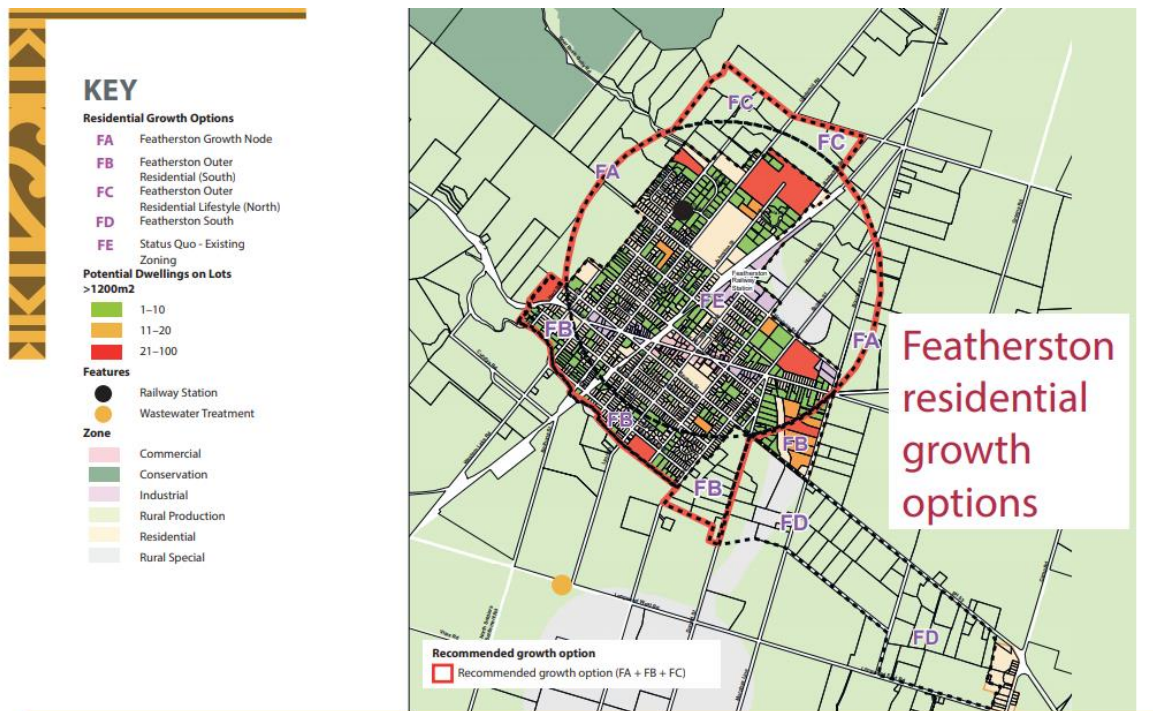 KEY
Residential Growth Options
FA Featherston Growth Node
FB Featherston Outer
Residential (South)
FC Featherston Outer
Residential Lifestyle (North)
FD Featherston South
FE Status Quo - Existing
Zoning
Potential Dwellings on Lots
>1200m2
1–10
11–20
21–100
Features
Railway Station
Wastewater Treatment
Zone
Commercial
Conservation
Industrial
Rural Production
Residential
Rural Special
FC
FC
FA
Featherston
Railway
Station
FE
FB
FA
FB
FB
FB
FD
FD
Featherston
residential
growth
options
Recommended growth option
Recommended growth option (FA + FB + FC)